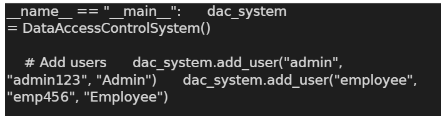 __name__ == "__main__":     dac_system
= DataAccessControlSystem()
# Add users     dac_system.add_user("admin",
"admin123", "Admin")     dac_system.add_user("employee",
"emp456", "Employee")